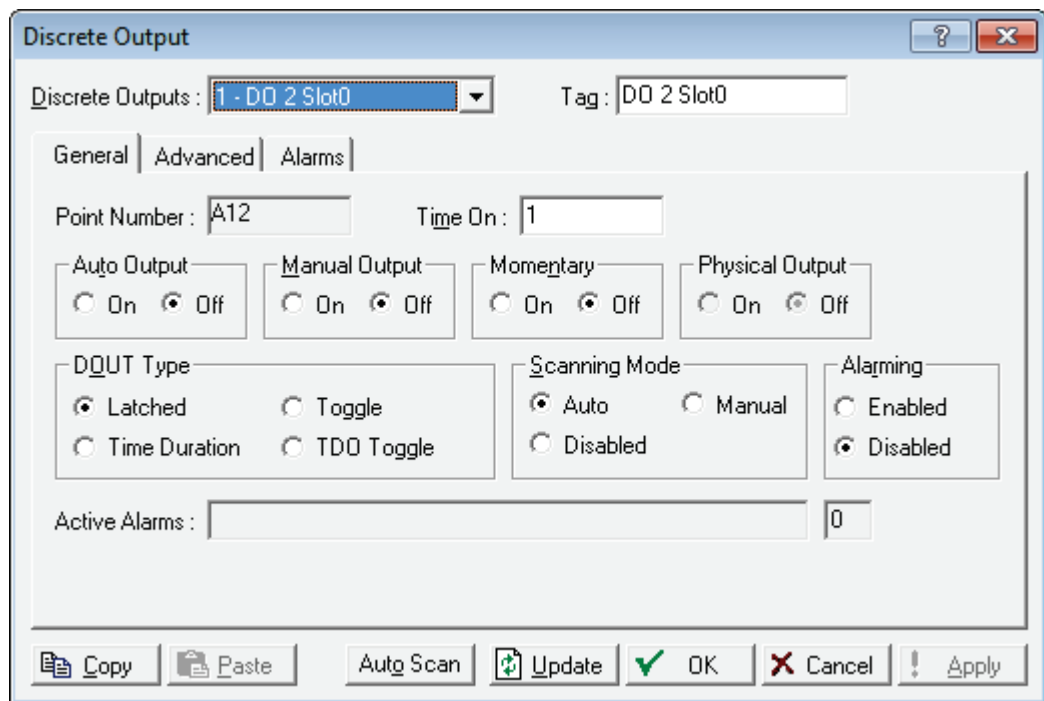 Discrete Output
Discrete Outputs : 1 - DO 2 Slot0 Tag : DO 2 Slot0
General Advanced Alarms
Point Number : A12 Time On : 1
Auto Output Manual Output Momentary Physical Output
On Off On Off On Off On Off
DOUT Type Scanning Mode Alarming
Latched Toggle Auto Manual Enabled
Time Duration TDO Toggle Disabled Disabled
Active Alarms : 0
Copy Paste Auto Scan Update OK Cancel ! Apply